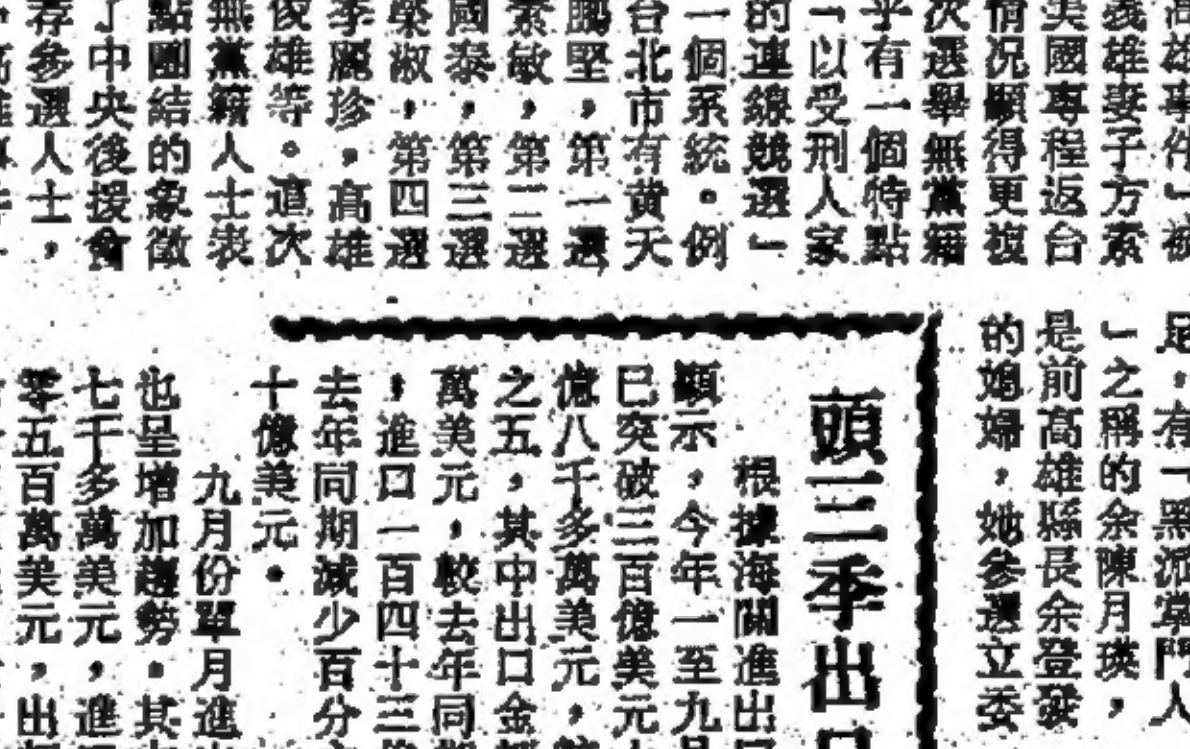 高雄事件」被
義雄妻子方素
美國專程返台
情況顯得更複
次選舉無黨籍
乎有一個特點
「以受刑人家
的連線競選」
一個系統。例
台北市有黃天
鵬堅,第一選
素敏,第二選
國泰,第三選
榮淑,第四選
李麗珍,高雄
俊雄等。這次
無黨籍人士表
點團結的象徵
了中央後援會
存參選人士,
是,有「黑派掌門人
」之稱的余陳月瑛,
是前高雄縣長余登發
的媳婦,她參選立委
頭三季出口
根據海關進出
顯示,今年一至九月
已突破三百億美元
億八千多萬美元,
之五,其中出口金
萬美元,較去年同
,進口一百四十三
去年同期減少百分
十億美元。
九月份單月進
也呈增加趨勢。其
七千多萬美元,進
零五百萬美元,出